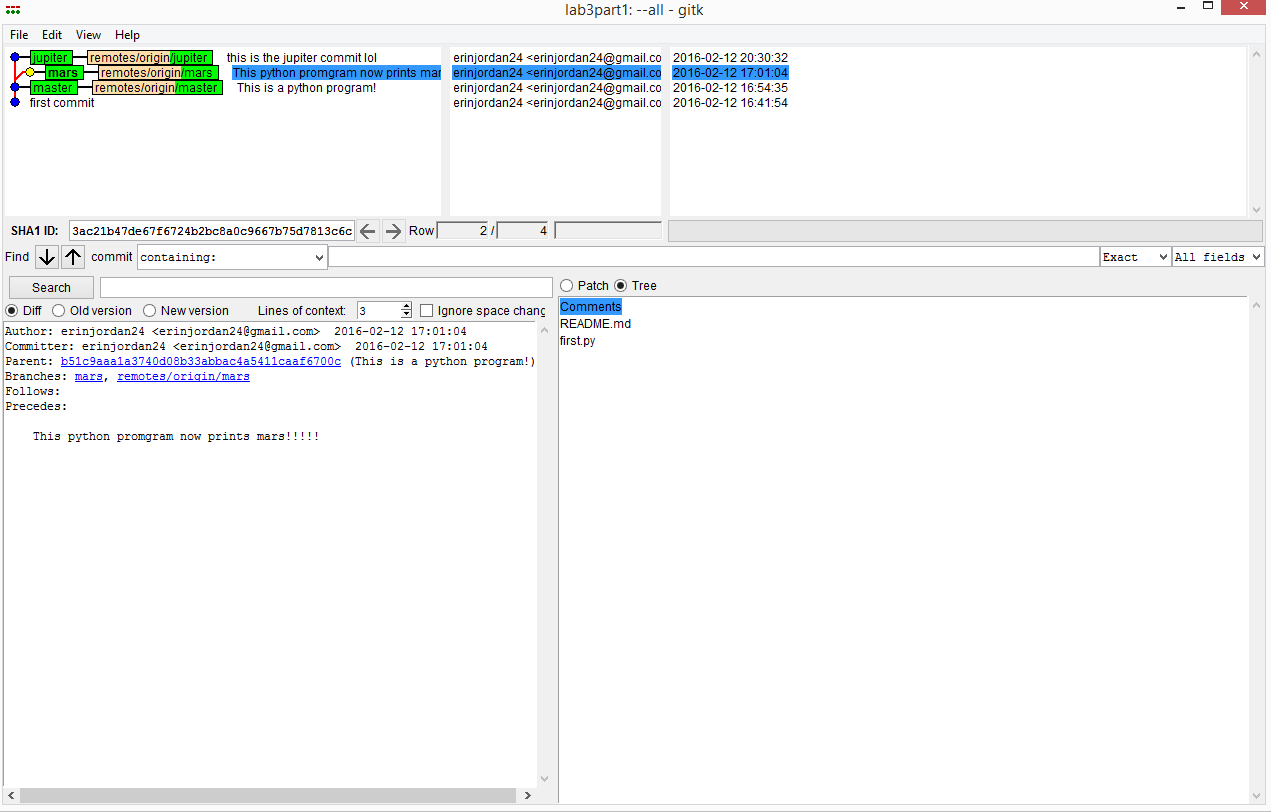 lab3part1: --all - gitk
File Edit View Help
jupiter remotes/origin/jupiter this is the jupiter commit lol erinjordan24 <erinjordan24@gmail.co 2016-02-12 20:30:32
mars remotes/origin/mars This python promgram now prints mar erinjordan24 <erinjordan24@gmail.co 2016-02-12 17:01:04
master remotes/origin/master This is a python program! erinjordan24 <erinjordan24@gmail.co 2016-02-12 16:54:35
first commit erinjordan24 <erinjordan24@gmail.co 2016-02-12 16:41:54
SHA1 ID: 3ac21b47de67f6724b2bc8a0c9667b75d7813c6c Row 2 / 4
Find commit containing: Exact All fields
Search Patch Tree
Diff Old version New version Lines of context: 3 Ignore space chang
Comments
README.md
first.py
Author: erinjordan24 <erinjordan24@gmail.com> 2016-02-12 17:01:04
Committer: erinjordan24 <erinjordan24@gmail.com> 2016-02-12 17:01:04
Parent: b51c9aaa1a3740d08b33abbac4a5411caaf6700c (This is a python program!)
Branches: mars, remotes/origin/mars
Follows:
Precedes:
This python promgram now prints mars!!!!!